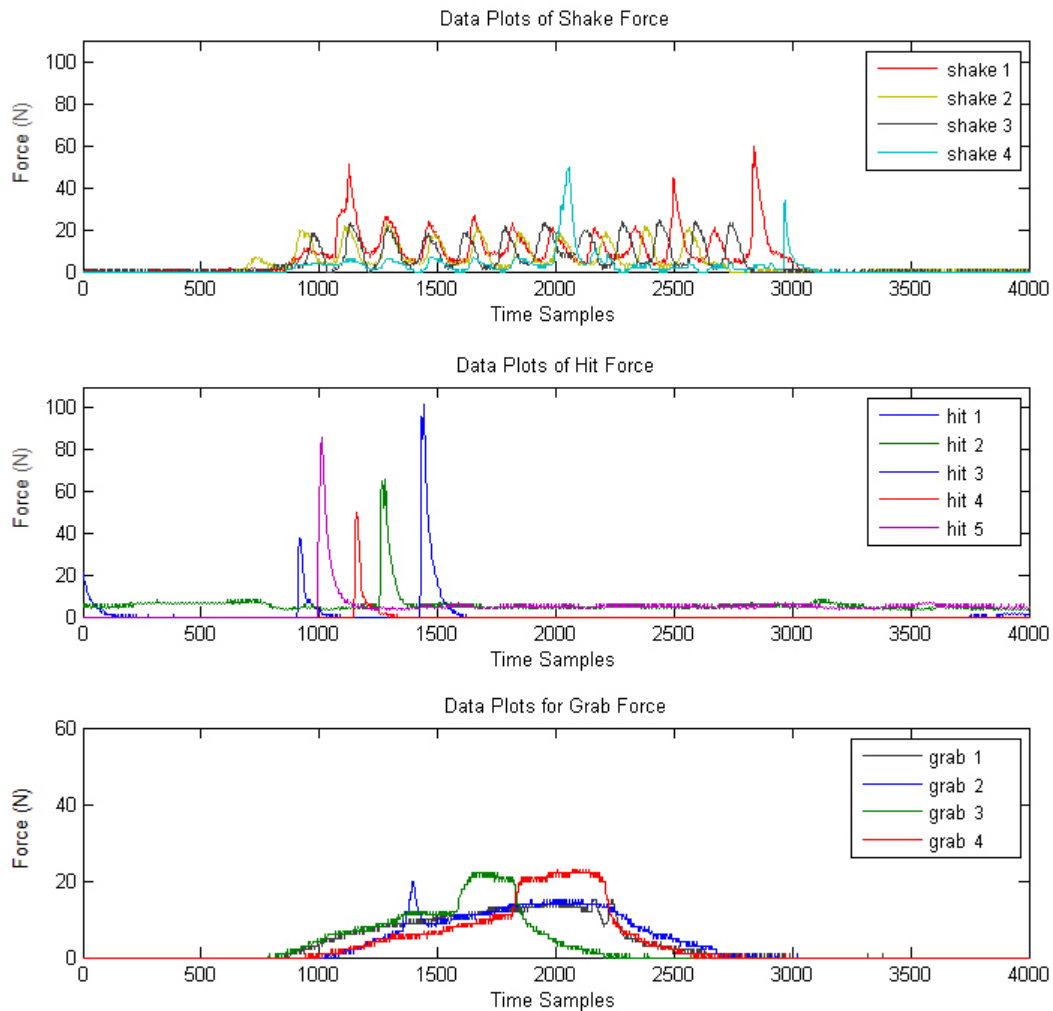 Data Plots of Shake Force
100
80
60
40
20
0
Force (N)
shake 1
shake 2
shake 3
shake 4
0 500 1000 1500 2000 2500 3000 3500 4000
Time Samples
Data Plots of Hit Force
100
80
60
40
20
0
Force (N)
hit 1
hit 2
hit 3
hit 4
hit 5
0 500 1000 1500 2000 2500 3000 3500 4000
Time Samples
Data Plots for Grab Force
60
40
20
0
Force (N)
grab 1
grab 2
grab 3
grab 4
0 500 1000 1500 2000 2500 3000 3500 4000
Time Samples